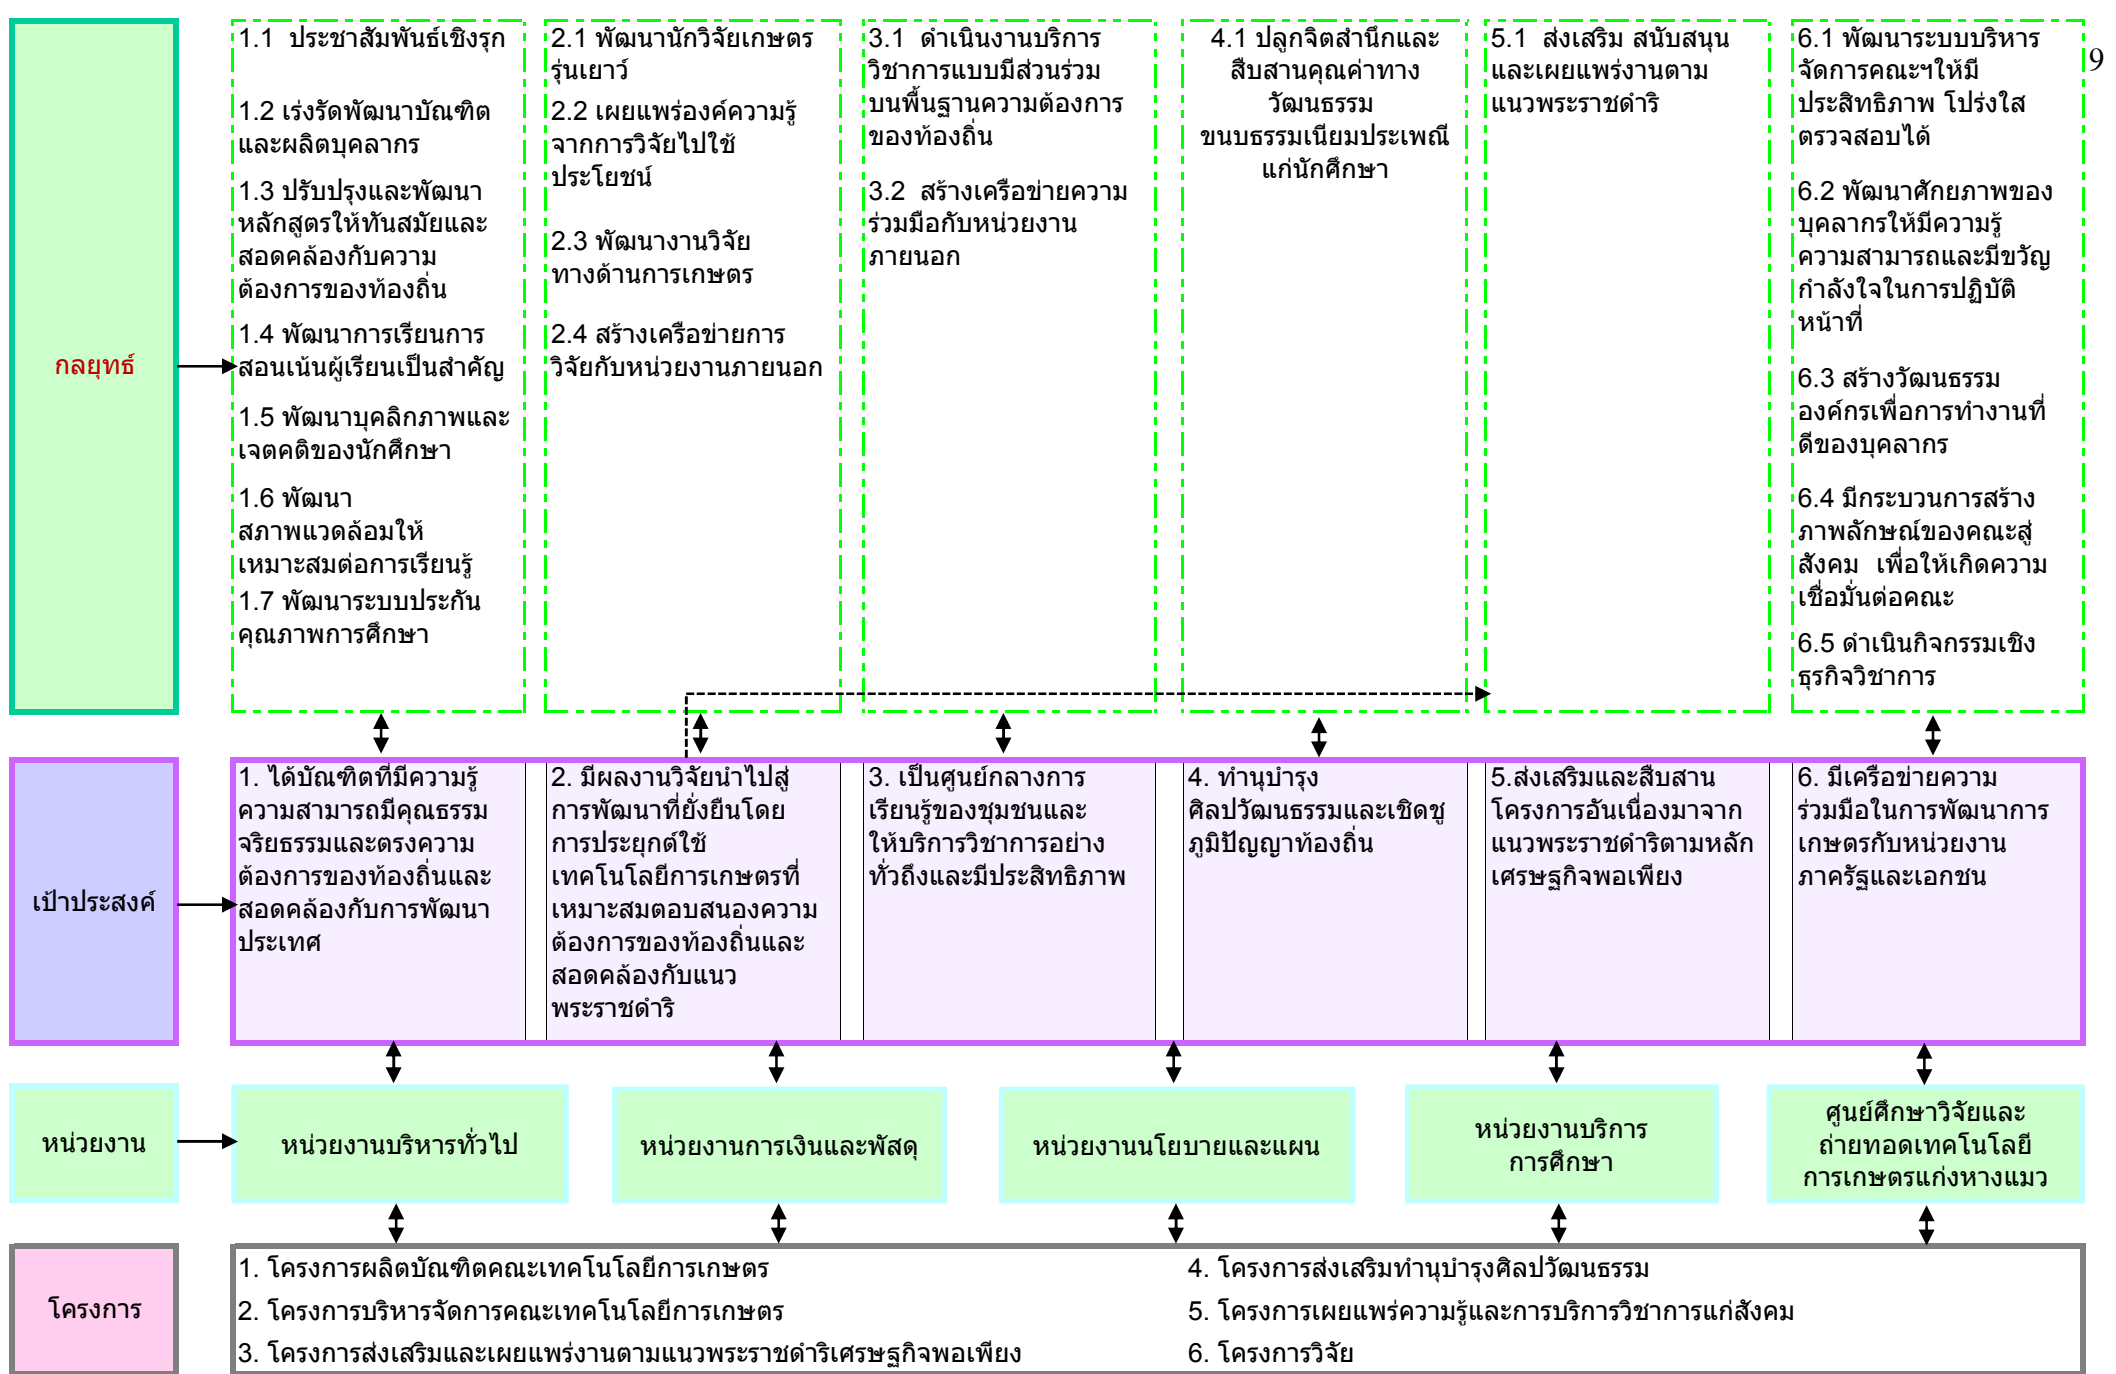 9
กลยุทธ์
1.1 ประชาสัมพันธ์เชิงรุก
1.2 เร่งรัดพัฒนาบัณฑิต
และผลิตบุคลากร
1.3 ปรับปรุงและพัฒนา
หลักสูตรให้ทันสมัยและ
สอดคล้องกับความ
ต้องการของท้องถิ่น
1.4 พัฒนาการเรียนการ
สอนเน้นผู้เรียนเป็นสำคัญ
1.5 พัฒนาบุคลิกภาพและ
เจตคติของนักศึกษา
1.6 พัฒนา
สภาพแวดล้อมให้
เหมาะสมต่อการเรียนรู้
1.7 พัฒนาระบบประกัน
คุณภาพการศึกษา
2.1 พัฒนานักวิจัยเกษตร
รุ่นเยาว์
2.2 เผยแพร่องค์ความรู้
จากการวิจัยไปใช้
ประโยชน์
2.3 พัฒนางานวิจัย
ทางด้านการเกษตร
2.4 สร้างเครือข่ายการ
วิจัยกับหน่วยงานภายนอก
3.1 ดำเนินงานบริการ
วิชาการแบบมีส่วนร่วม
บนพื้นฐานความต้องการ
ของท้องถิ่น
3.2 สร้างเครือข่ายความ
ร่วมมือกับหน่วยงาน
ภายนอก
4.1 ปลูกจิตสำนึกและ
สืบสานคุณค่าทาง
วัฒนธรรม
ขนบธรรมเนียมประเพณี
แก่นักศึกษา
5.1 ส่งเสริม สนับสนุน
และเผยแพร่งานตาม
แนวพระราชดำริ
6.1 พัฒนาระบบบริหาร
จัดการคณะฯให้มี
ประสิทธิภาพ โปร่งใส
ตรวจสอบได้
6.2 พัฒนาศักยภาพของ
บุคลากรให้มีความรู้
ความสามารถและมีขวัญ
กำลังใจในการปฏิบัติ
หน้าที่
6.3 สร้างวัฒนธรรม
องค์กรเพื่อการทำงานที่
ดีของบุคลากร
6.4 มีกระบวนการสร้าง
ภาพลักษณ์ของคณะสู่
สังคม เพื่อให้เกิดความ
เชื่อมั่นต่อคณะ
6.5 ดำเนินกิจกรรมเชิง
ธุรกิจวิชาการ
เป้าประสงค์
1. ได้บัณฑิตที่มีความรู้
ความสามารถมีคุณธรรม
จริยธรรมและตรงความ
ต้องการของท้องถิ่นและ
สอดคล้องกับการพัฒนา
ประเทศ
2. มีผลงานวิจัยนำไปสู่
การพัฒนาที่ยั่งยืนโดย
การประยุกต์ใช้
เทคโนโลยีการเกษตรที่
เหมาะสมตอบสนองความ
ต้องการของท้องถิ่นและ
สอดคล้องกับแนว
พระราชดำริ
3. เป็นศูนย์กลางการ
เรียนรู้ของชุมชนและ
ให้บริการวิชาการอย่าง
ทั่วถึงและมีประสิทธิภาพ
4. ทำนุบำรุง
ศิลปวัฒนธรรมและเชิดชู
ภูมิปัญญาท้องถิ่น
5.ส่งเสริมและสืบสาน
โครงการอันเนื่องมาจาก
แนวพระราชดำริตามหลัก
เศรษฐกิจพอเพียง
6. มีเครือข่ายความ
ร่วมมือในการพัฒนาการ
เกษตรกับหน่วยงาน
ภาครัฐและเอกชน
หน่วยงาน
หน่วยงานบริหารทั่วไป
หน่วยงานการเงินและพัสดุ
หน่วยงานนโยบายและแผน
หน่วยงานบริการ
การศึกษา
ศูนย์ศึกษาวิจัยและ
ถ่ายทอดเทคโนโลยี
การเกษตรแก่งหางแมว
โครงการ
1. โครงการผลิตบัณฑิตคณะเทคโนโลยีการเกษตร
2. โครงการบริหารจัดการคณะเทคโนโลยีการเกษตร
3. โครงการส่งเสริมและเผยแพร่งานตามแนวพระราชดำริเศรษฐกิจพอเพียง
4. โครงการส่งเสริมทำนุบำรุงศิลปวัฒนธรรม
5. โครงการเผยแพร่ความรู้และการบริการวิชาการแก่สังคม
6. โครงการวิจัย